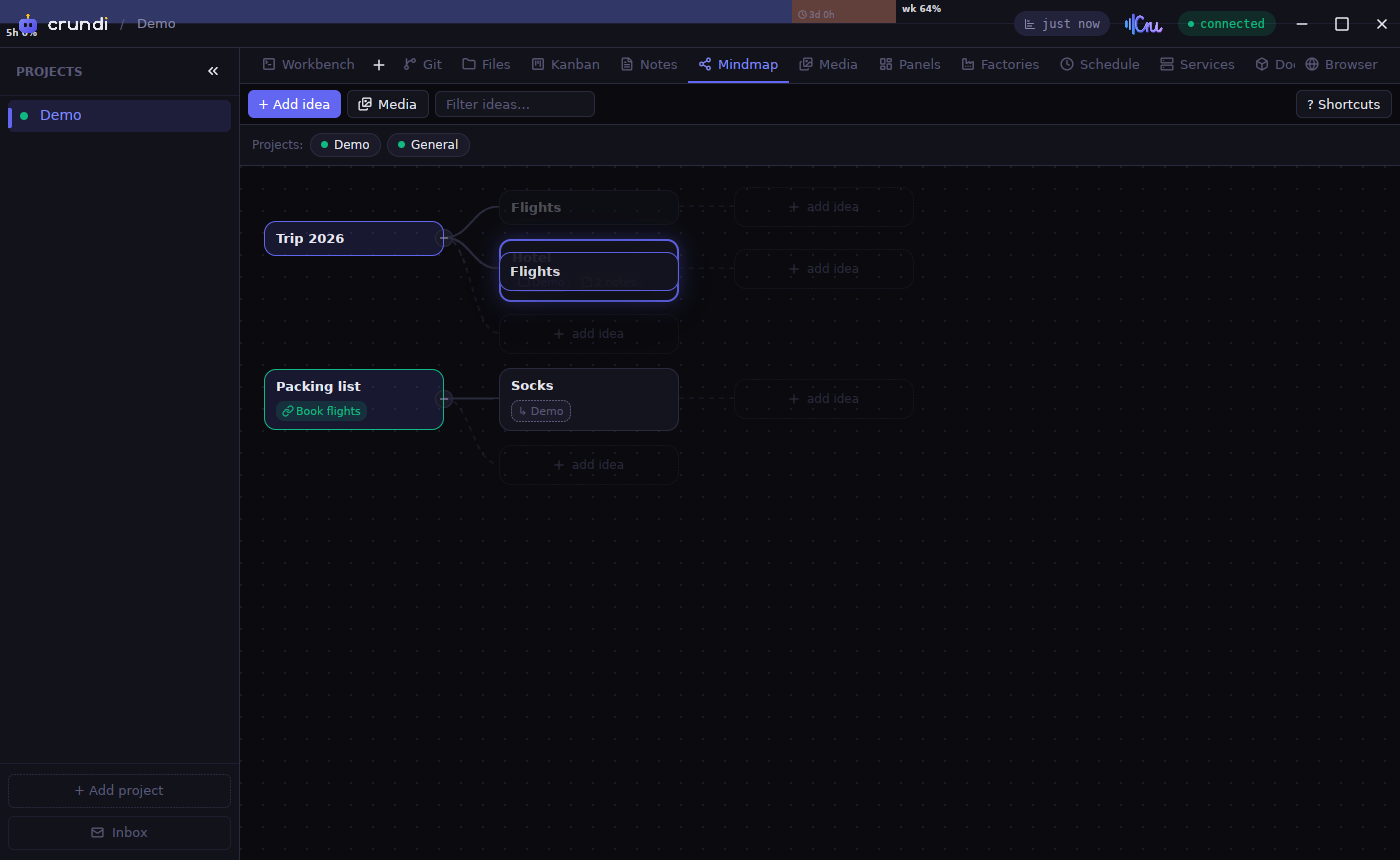 5h 0%
crundi / Demo
3d 0h
wk 64%
just now
Cru
connected
PROJECTS
Demo
+ Add project
Inbox
Workbench
+
Git
Files
Kanban
Notes
Mindmap
Media
Panels
Factories
Schedule
Services
Doc
Browser
+ Add idea
Media
Filter ideas...
? Shortcuts
Projects:
Demo
General
Flights
+ add idea
Trip 2026
Hotel
Flights
+ add idea
+ add idea
Packing list
Book flights
Socks
↳ Demo
+ add idea
+ add idea